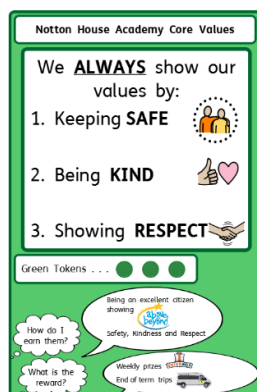 Notton House Academy Core Values
We ALWAYS show our
values by:
1. Keeping SAFE
2. Being KIND
3. Showing RESPECT
Green Tokens . . .
Being an excellent citizen
showing
above
beyond
Safety, Kindness and Respect
How do I
earn them?
Weekly prizes
End of term trips
What is the
reward?